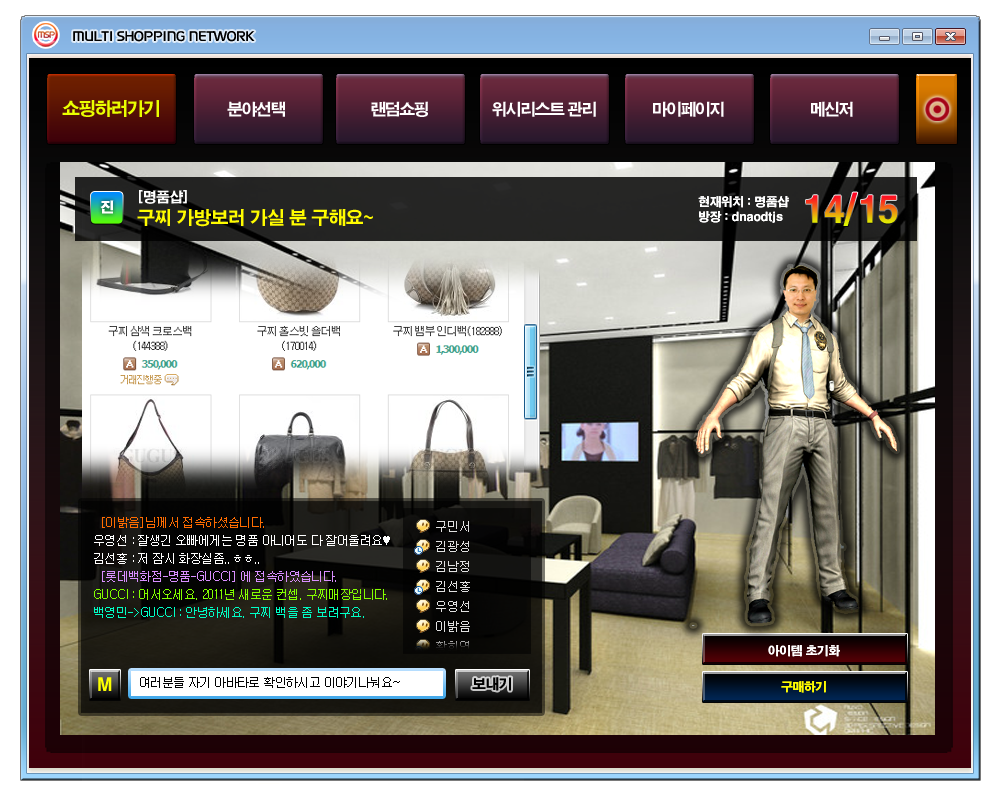 MSP MULTI SHOPPING NETWORK
쇼핑하러가기
분야선택
랜덤쇼핑
위시리스트 관리
마이페이지
메신저
진
[명품샵]
구찌 가방보러 가실 분 구해요~
현재위치 : 명품샵
방장 : dnaodtjs
14/15
구찌 삼색 크로스백
(144388)
A 350,000
거래진행중
구찌 홀스빗 숄더백
(170014)
A 620,000
구찌 뱀부 인디백(182888)
A 1,300,000
[이밝음]님께서 접속하셨습니다.
우영선 : 잘생긴 오빠에게는 명품 아니어도 다 잘어울려요♥
김선홍 : 저 잠시 화장실좀.. ㅎㅎ..
[롯데백화점-명품-GUCCI] 에 접속하였습니다.
GUCCI : 어서오세요. 2011년 새로운 컨셉, 구찌매장입니다.
백영민->GUCCI : 안녕하세요. 구찌 백을 좀 보려구요.
구민서
김광성
김남정
김선홍
우영선
이밝음
M
여러분들 자기 아바타로 확인하시고 이야기나눠요~
보내기
아이템 초기화
구매하기